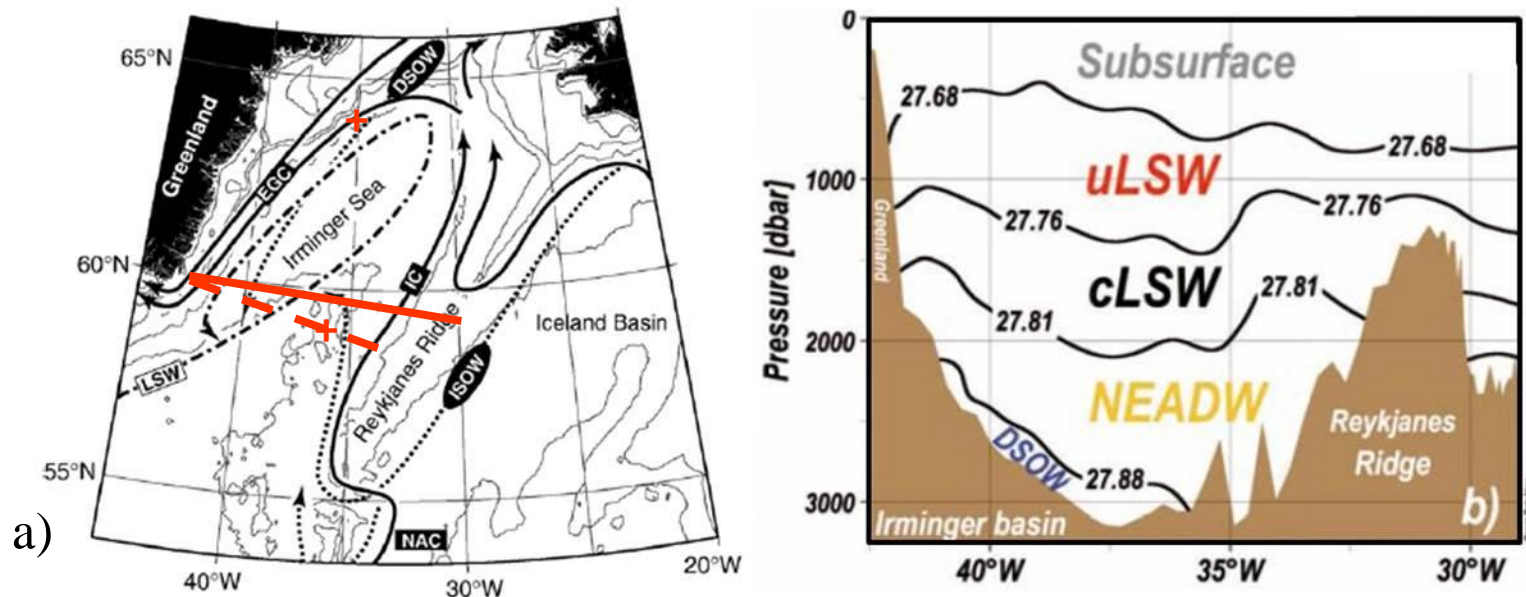 a)
65°N
60°N
55°N
40°W
30°W
20°W
Greenland
DSOW
EGC
Irminger Sea
IC
Reykjanes Ridge
Iceland Basin
LSW
ISOW
NAC
0
1000
2000
3000
Pressure [dbar]
Subsurface
27.68
27.68
uLSW
27.76
27.76
Greenland
cLSW
27.81
27.81
NEADW
DSOW
27.88
Reykjanes
Ridge
Irminger basin
b)
40°W
35°W
30°W